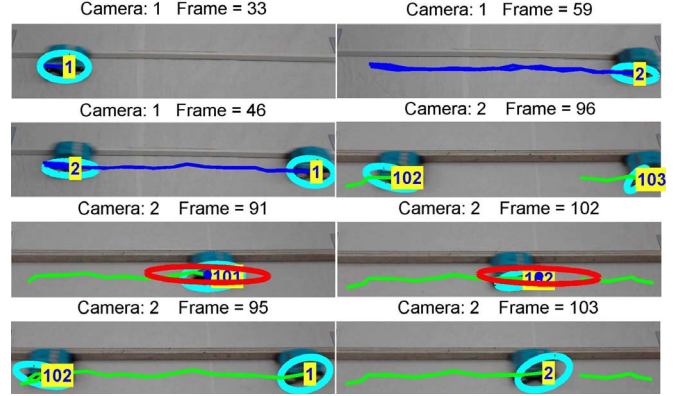 Camera: 1 Frame = 33
1
Camera: 1 Frame = 59
2
Camera: 1 Frame = 46
2
1
Camera: 2 Frame = 96
102
103
Camera: 2 Frame = 91
101
Camera: 2 Frame = 102
102
Camera: 2 Frame = 95
102
1
Camera: 2 Frame = 103
2